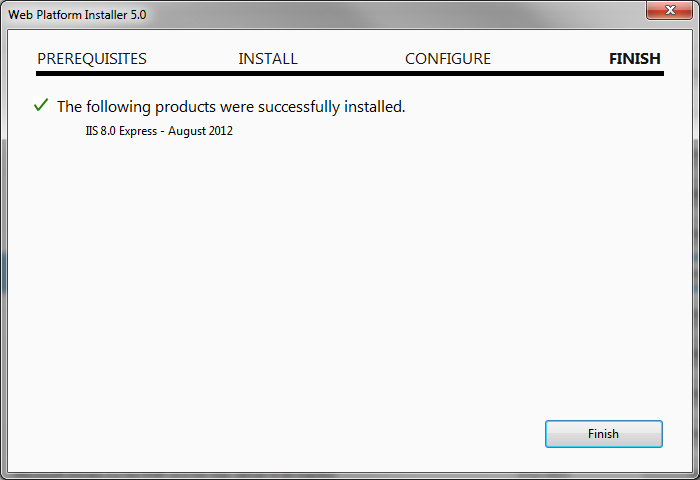 Web Platform Installer 5.0
PREREQUISITES INSTALL CONFIGURE FINISH
The following products were successfully installed.
IIS 8.0 Express - August 2012
Finish